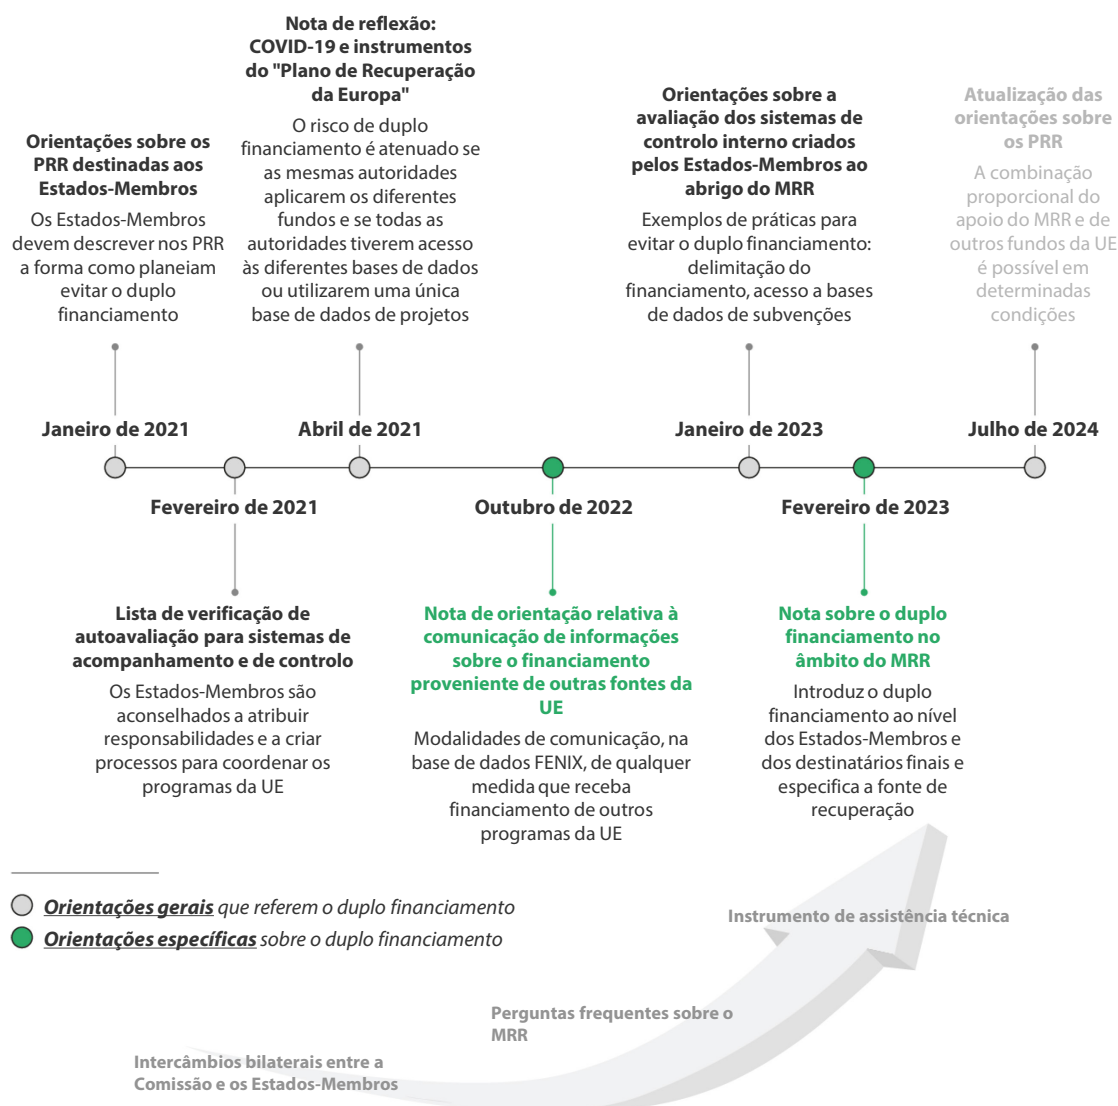 Nota de reflexão:
COVID-19 e instrumentos
do "Plano de Recuperação
da Europa"
O risco de duplo
financiamento é atenuado se
as mesmas autoridades
aplicarem os diferentes
fundos e se todas as
autoridades tiverem acesso
às diferentes bases de dados
ou utilizarem uma única
base de dados de projetos
Orientações sobre os
PRR destinadas aos
Estados-Membros
Os Estados-Membros
devem descrever nos PRR
a forma como planeiam
evitar o duplo
financiamento
Orientações sobre a
avaliação dos sistemas de
controlo interno criados
pelos Estados-Membros ao
abrigo do MRR
Exemplos de práticas para
evitar o duplo financiamento:
delimitação do
financiamento, acesso a bases
de dados de subvenções
Atualização das
orientações sobre
os PRR
A combinação
proporcional do
apoio do MRR e de
outros fundos da UE
é possível em
determinadas
condições
Janeiro de 2021
Abril de 2021
Janeiro de 2023
Julho de 2024
Fevereiro de 2021
Outubro de 2022
Fevereiro de 2023
Lista de verificação de
autoavaliação para sistemas de
acompanhamento e de controlo
Os Estados-Membros são
aconselhados a atribuir
responsabilidades e a criar
processos para coordenar os
programas da UE
Nota de orientação relativa à
comunicação de informações
sobre o financiamento
proveniente de outras fontes da
UE
Modalidades de comunicação, na
base de dados FENIX, de qualquer
medida que receba
financiamento de outros
programas da UE
Nota sobre o duplo
financiamento no
âmbito do MRR
Introduz o duplo
financiamento ao nível
dos Estados-Membros e
dos destinatários finais e
especifica a fonte de
recuperação
Orientações gerais que referem o duplo financiamento
Orientações específicas sobre o duplo financiamento
Instrumento de assistência técnica
Perguntas frequentes sobre o
MRR
Intercâmbios bilaterais entre a
Comissão e os Estados-Membros